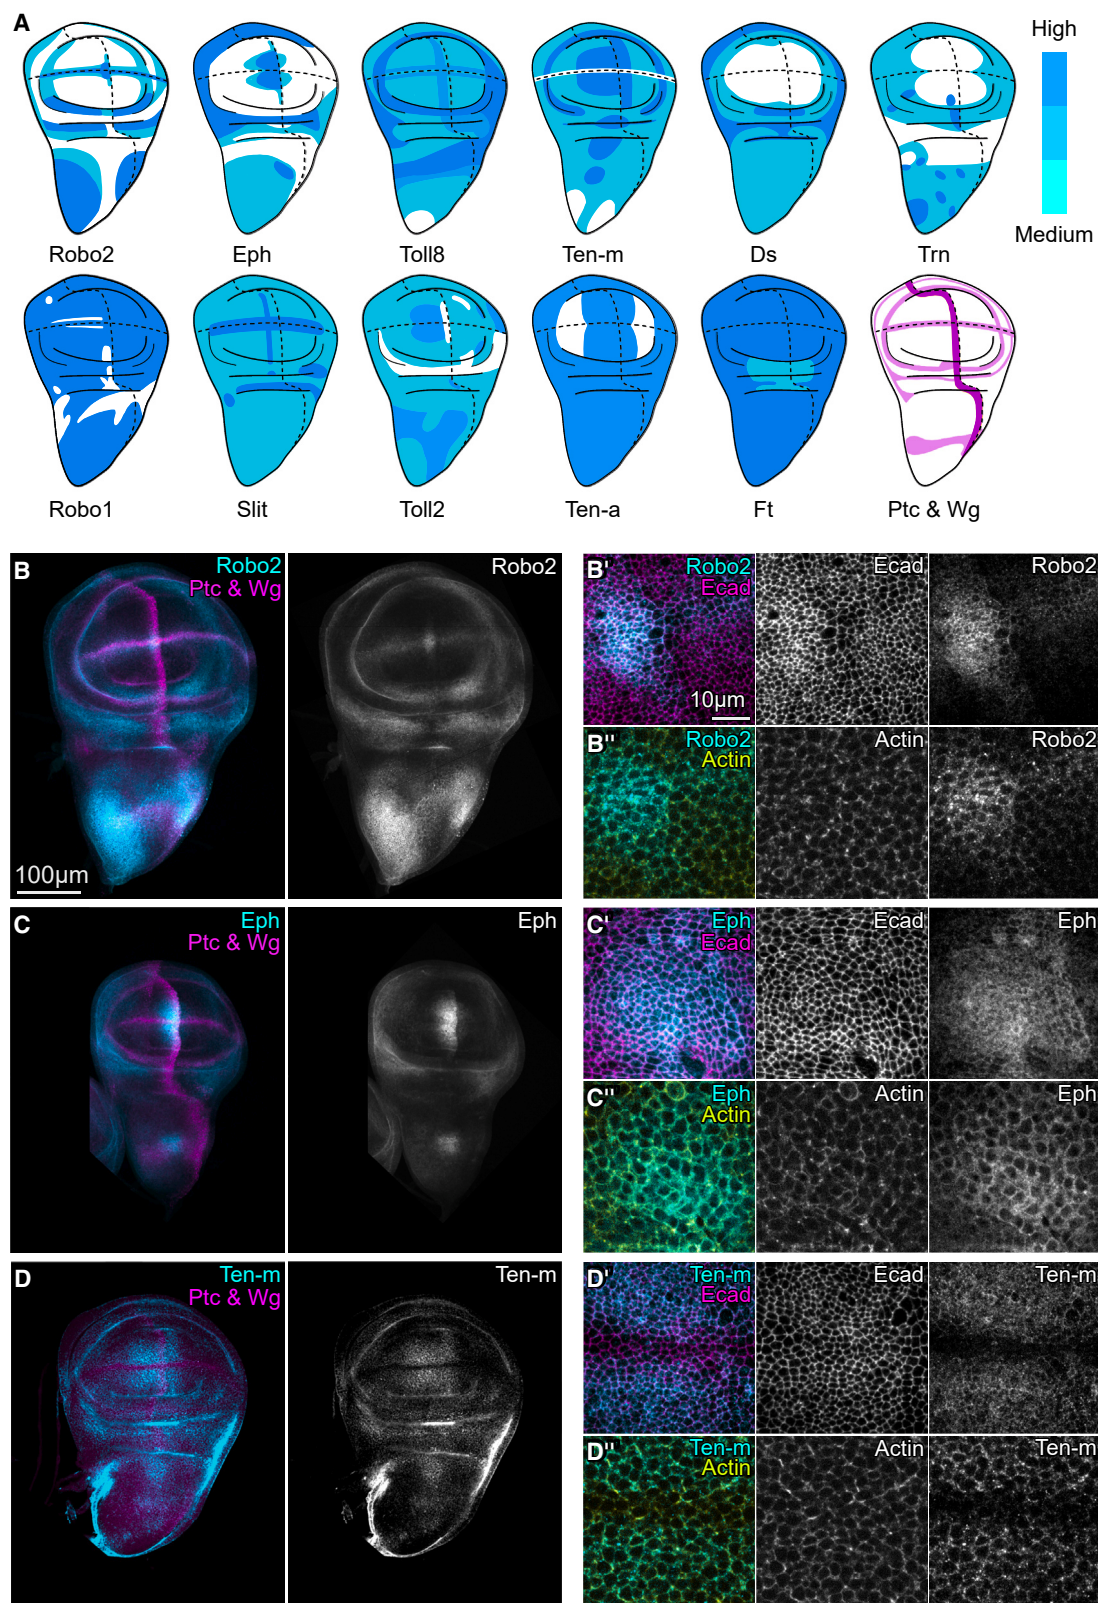 A
High
Medium
Robo2
Eph
Toll8
Ten-m
Ds
Trn
Robo1
Slit
Toll2
Ten-a
Ft
Ptc & Wg
B
Robo2
Ptc & Wg
100μm
Robo2
B'
Robo2
Ecad
10μm
Ecad
Robo2
B"
Robo2
Actin
Actin
Robo2
C
Eph
Ptc & Wg
Eph
C'
Eph
Ecad
Ecad
Eph
C"
Eph
Actin
Actin
Eph
D
Ten-m
Ptc & Wg
Ten-m
D'
Ten-m
Ecad
Ecad
Ten-m
D"
Ten-m
Actin
Actin
Ten-m